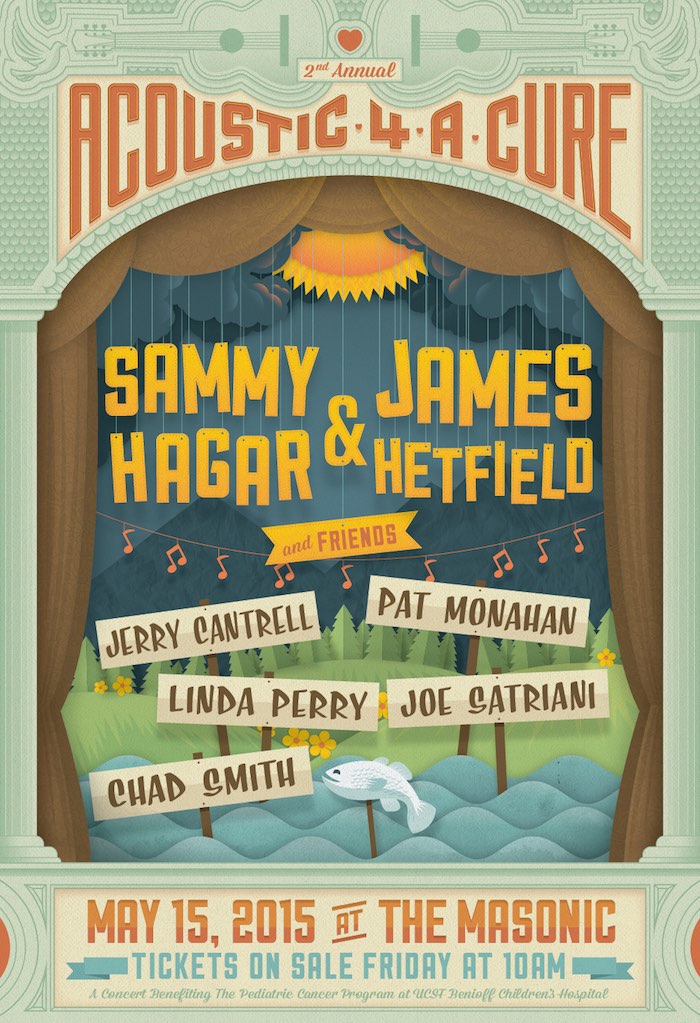 2nd Annual
ACOUSTIC · 4 · A · CURE
SAMMY
HAGAR
&
JAMES
HETFIELD
and FRIENDS
JERRY CANTRELL
PAT MONAHAN
LINDA PERRY
JOE SATRIANI
CHAD SMITH
MAY 15, 2015 AT THE MASONIC
TICKETS ON SALE FRIDAY AT 10AM
A Concert Benefiting The Pediatric Cancer Program at UCSF Benioff Children's Hospital